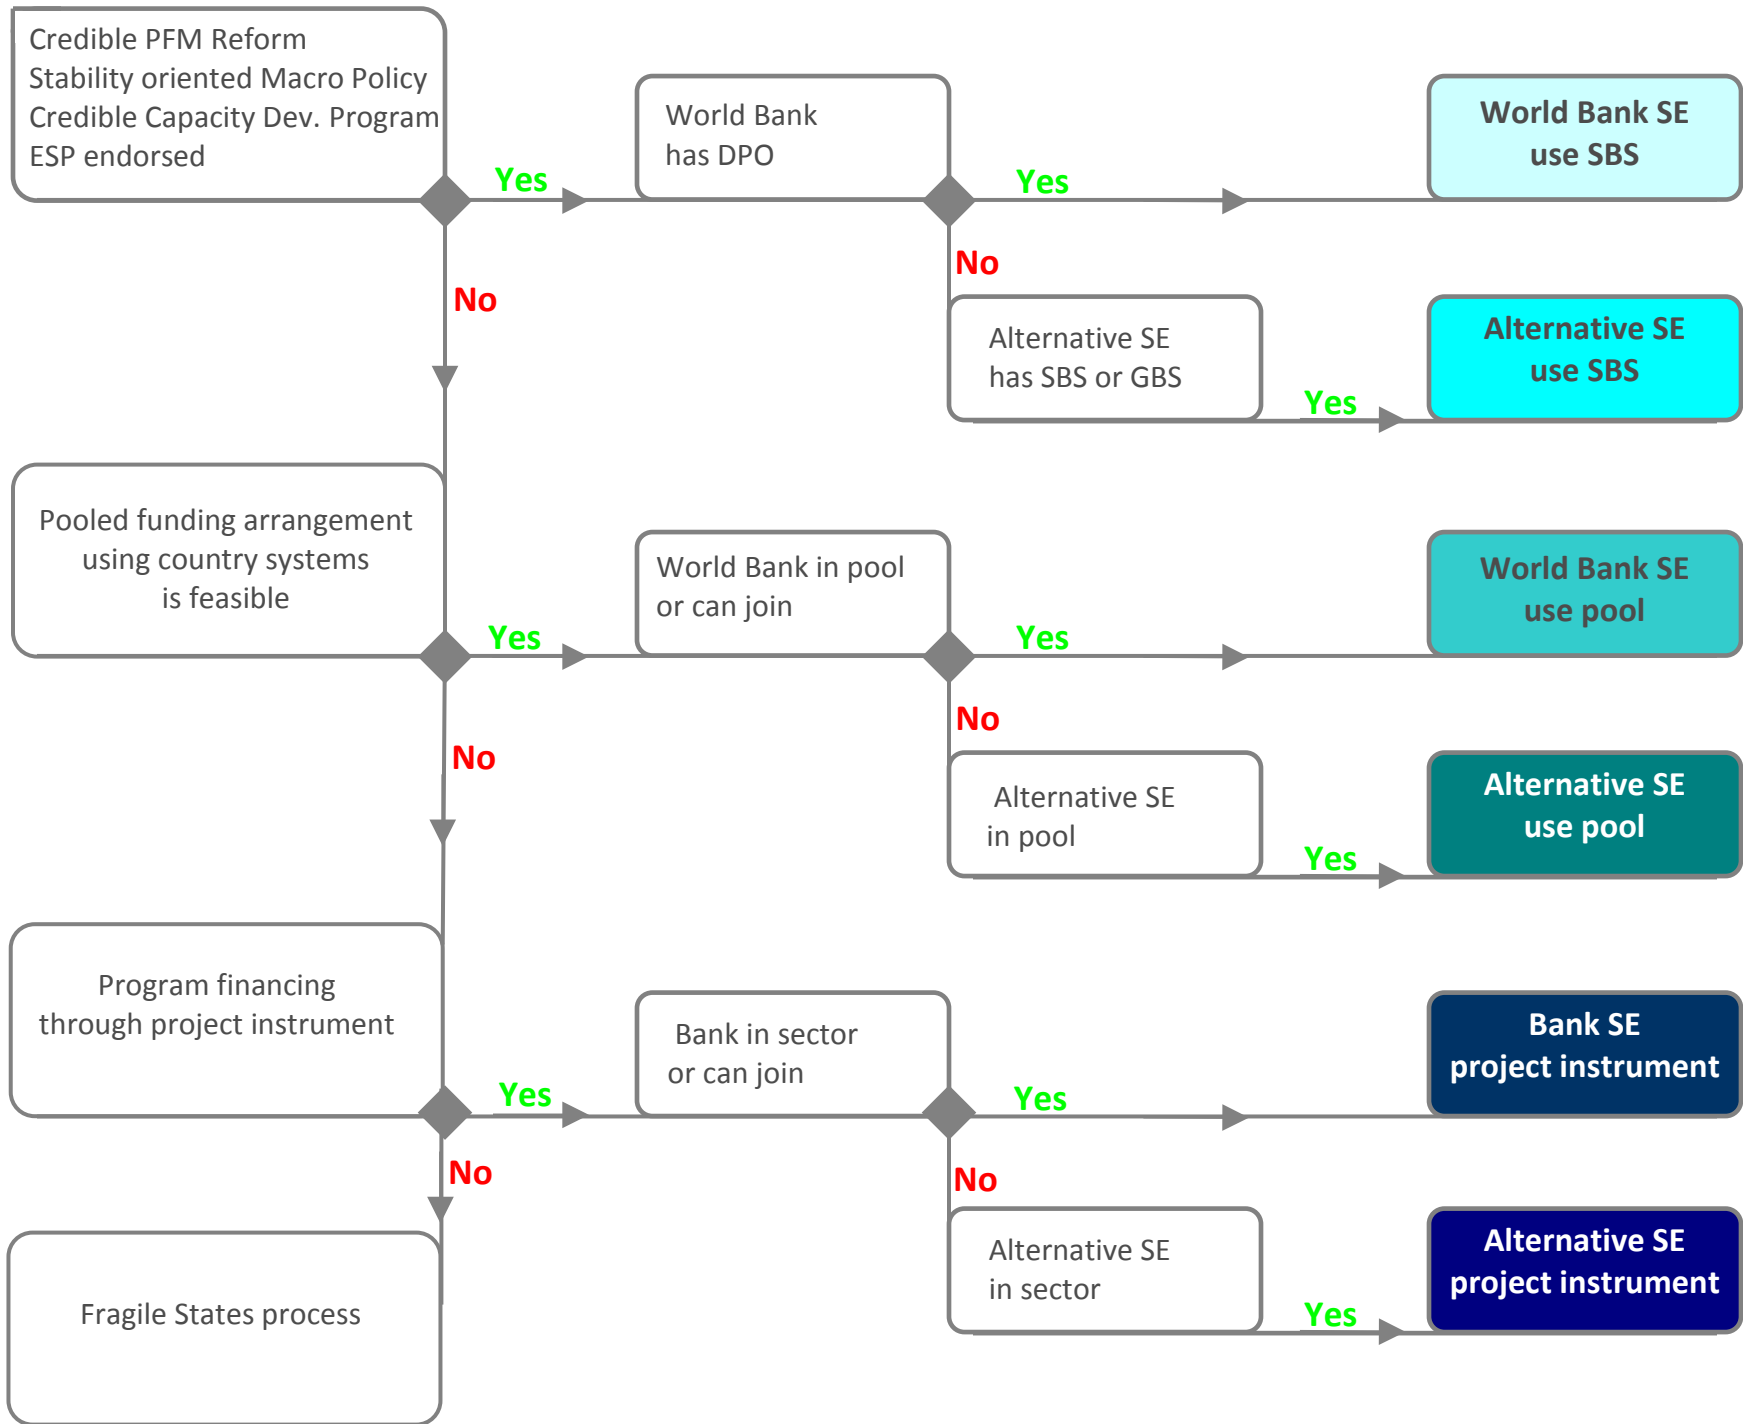 Credible PFM Reform
Stability oriented Macro Policy
Credible Capacity Dev. Program
ESP endorsed
Yes
World Bank
has DPO
Yes
World Bank SE
use SBS
No
No
Alternative SE
has SBS or GBS
Yes
Alternative SE
use SBS
Pooled funding arrangement
using country systems
is feasible
Yes
World Bank in pool
or can join
Yes
World Bank SE
use pool
No
No
Alternative SE
in pool
Yes
Alternative SE
use pool
Program financing
through project instrument
Yes
Bank in sector
or can join
Yes
Bank SE
project instrument
No
No
Alternative SE
in sector
Yes
Alternative SE
project instrument
Fragile States process